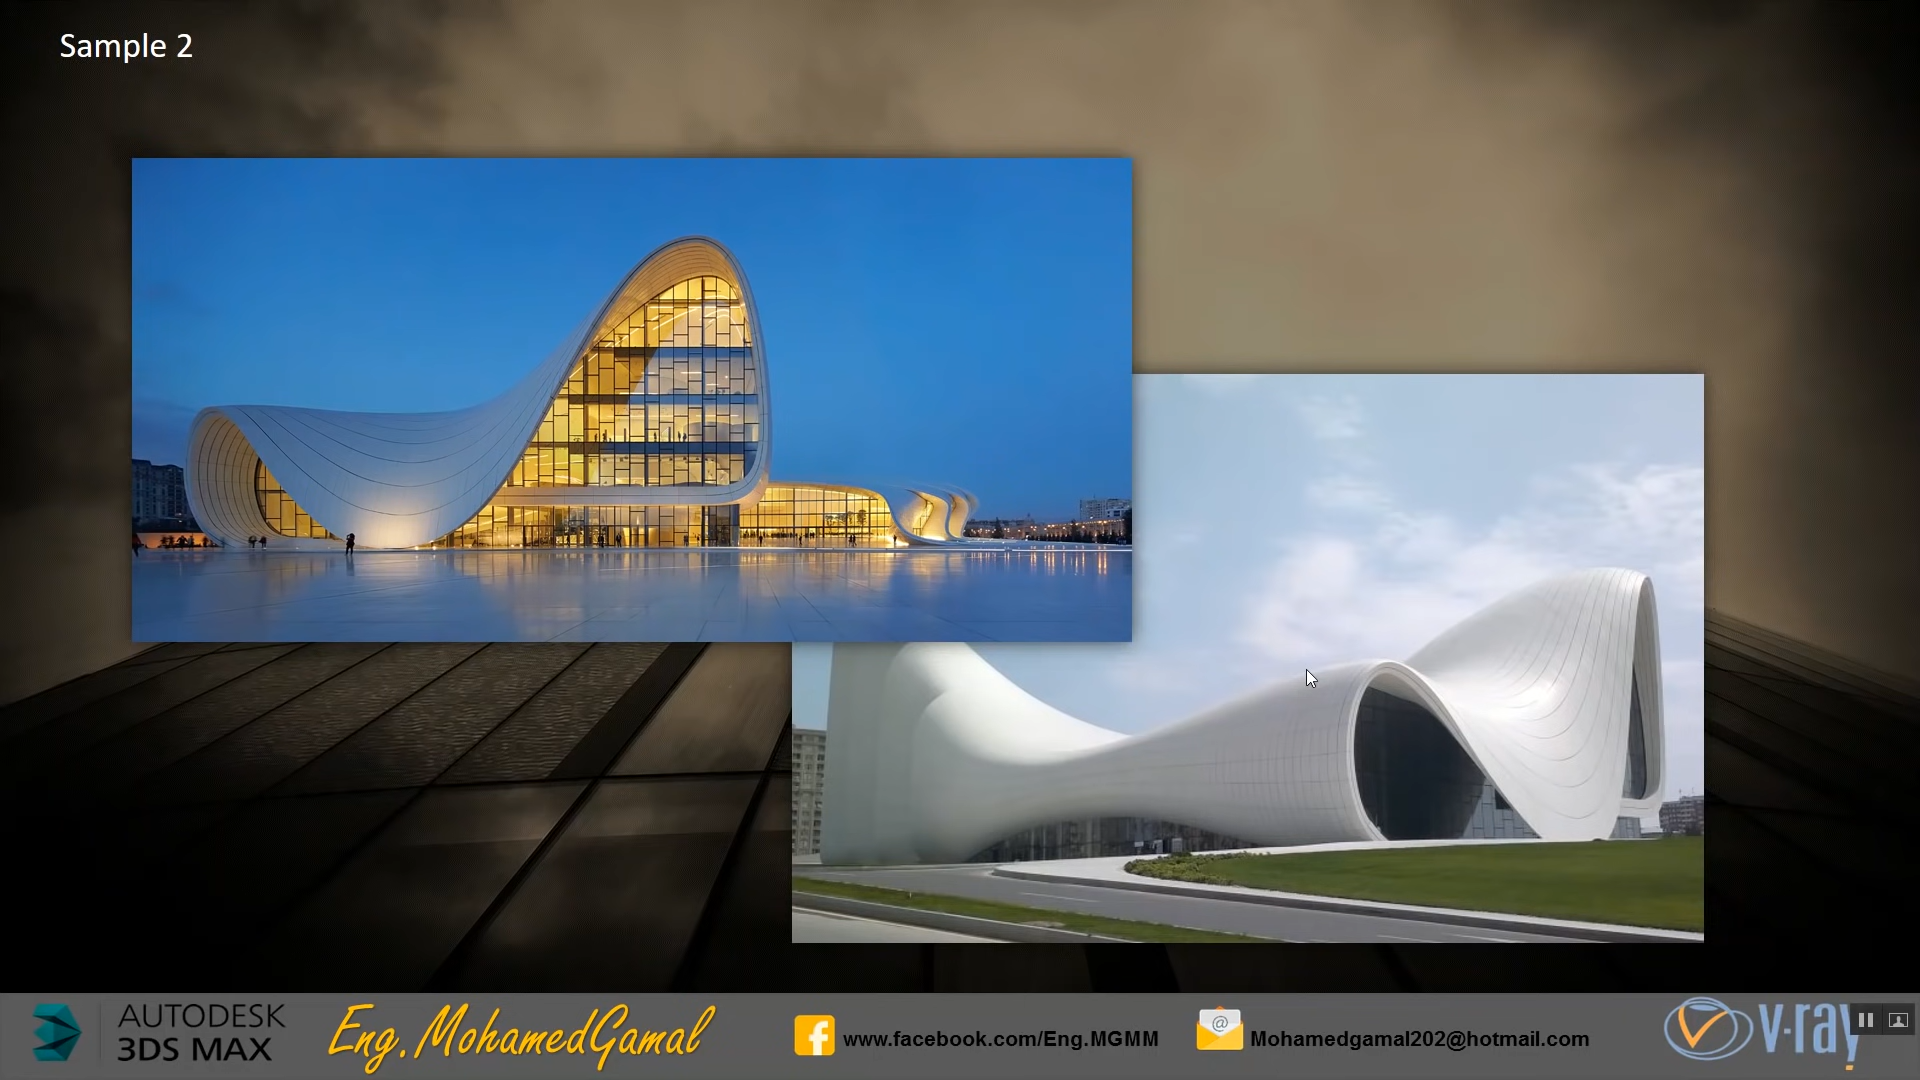 Sample 2
AUTODESK
3DS MAX
Eng.MohamedGamal
www.facebook.com/Eng.MGMM
@
Mohamedgamal202@hotmail.com
v-ray